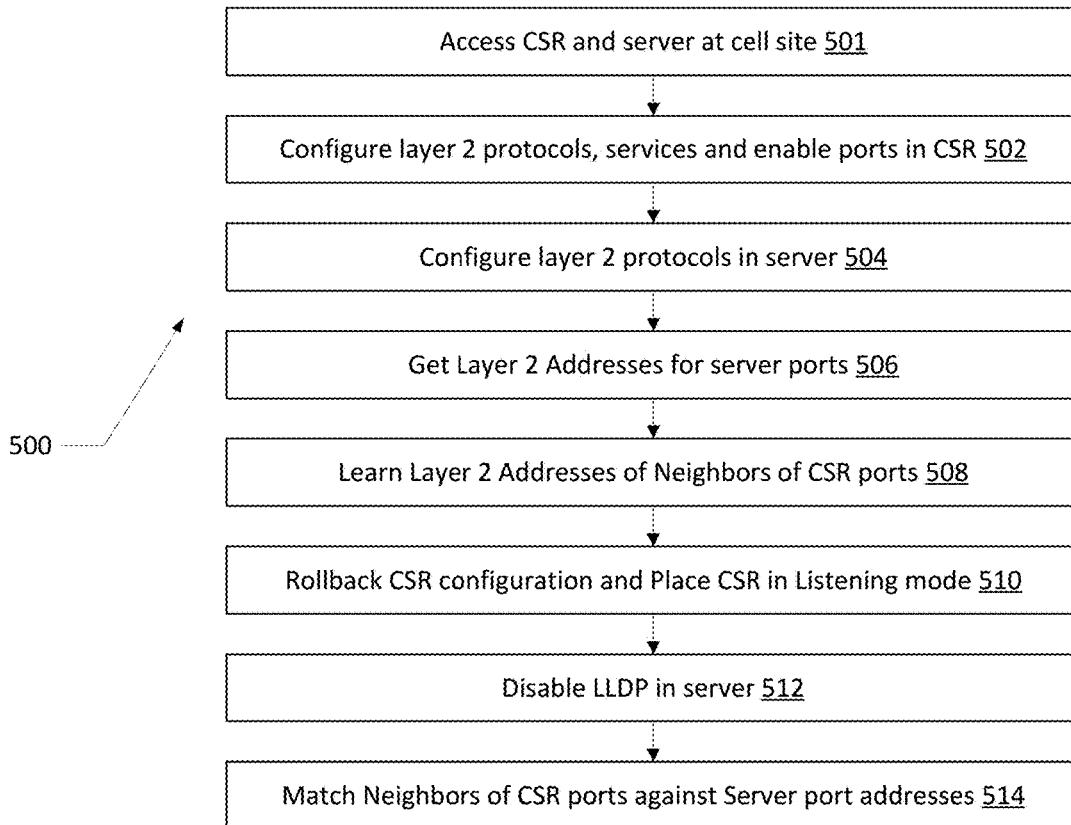 Access CSR and server at cell site 501
Configure layer 2 protocols, services and enable ports in CSR 502
Configure layer 2 protocols in server 504
Get Layer 2 Addresses for server ports 506
500
Learn Layer 2 Addresses of Neighbors of CSR ports 508
Rollback CSR configuration and Place CSR in Listening mode 510
Disable LLDP in server 512
Match Neighbors of CSR ports against Server port addresses 514